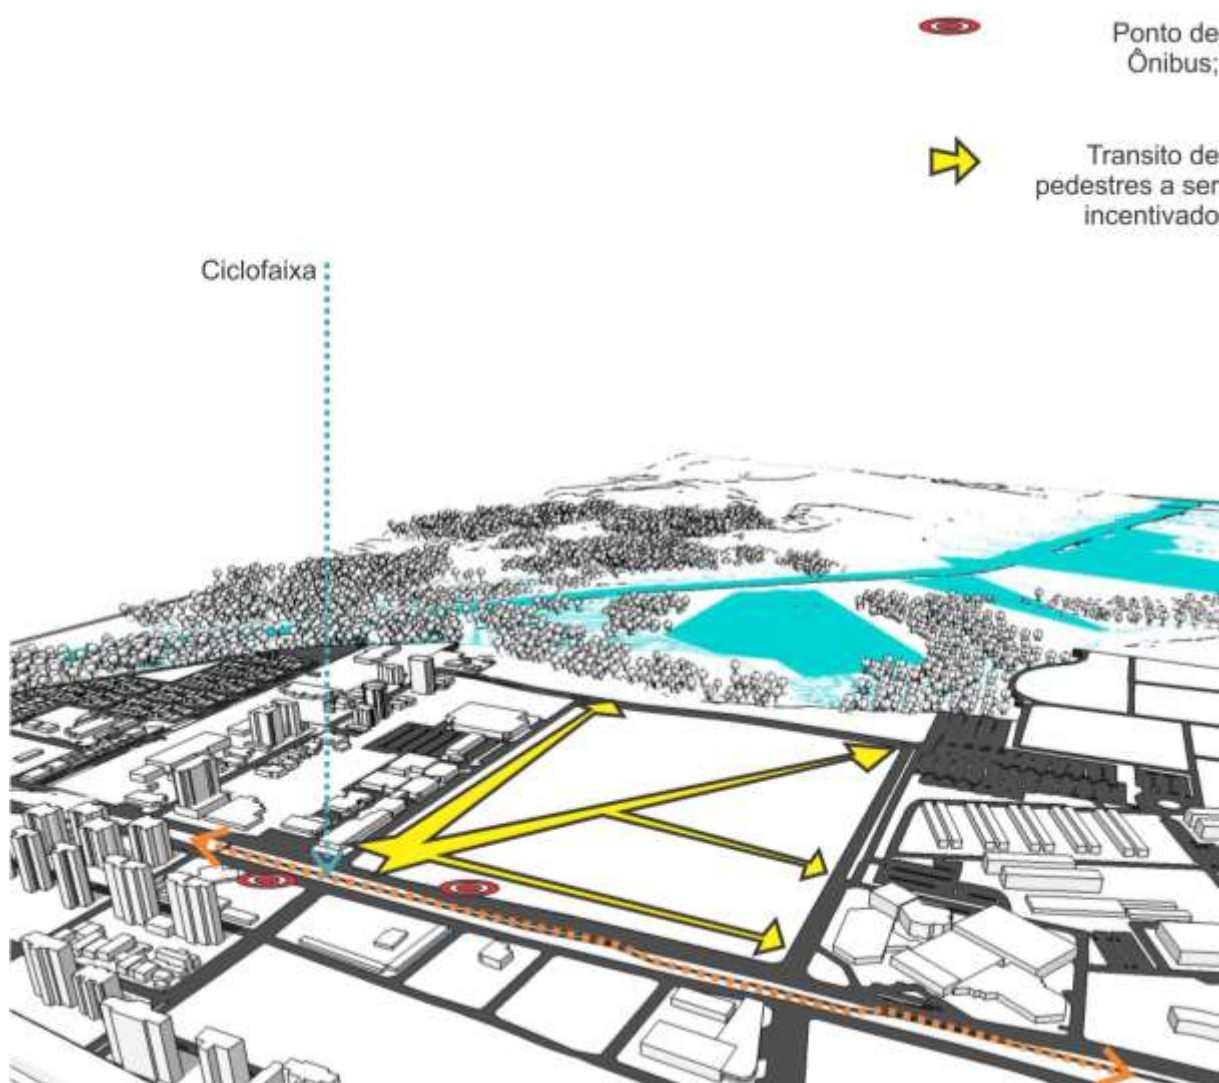 Ponto de
Ônibus;
Transito de
pedestres a ser
incentivado
Ciclofaixa